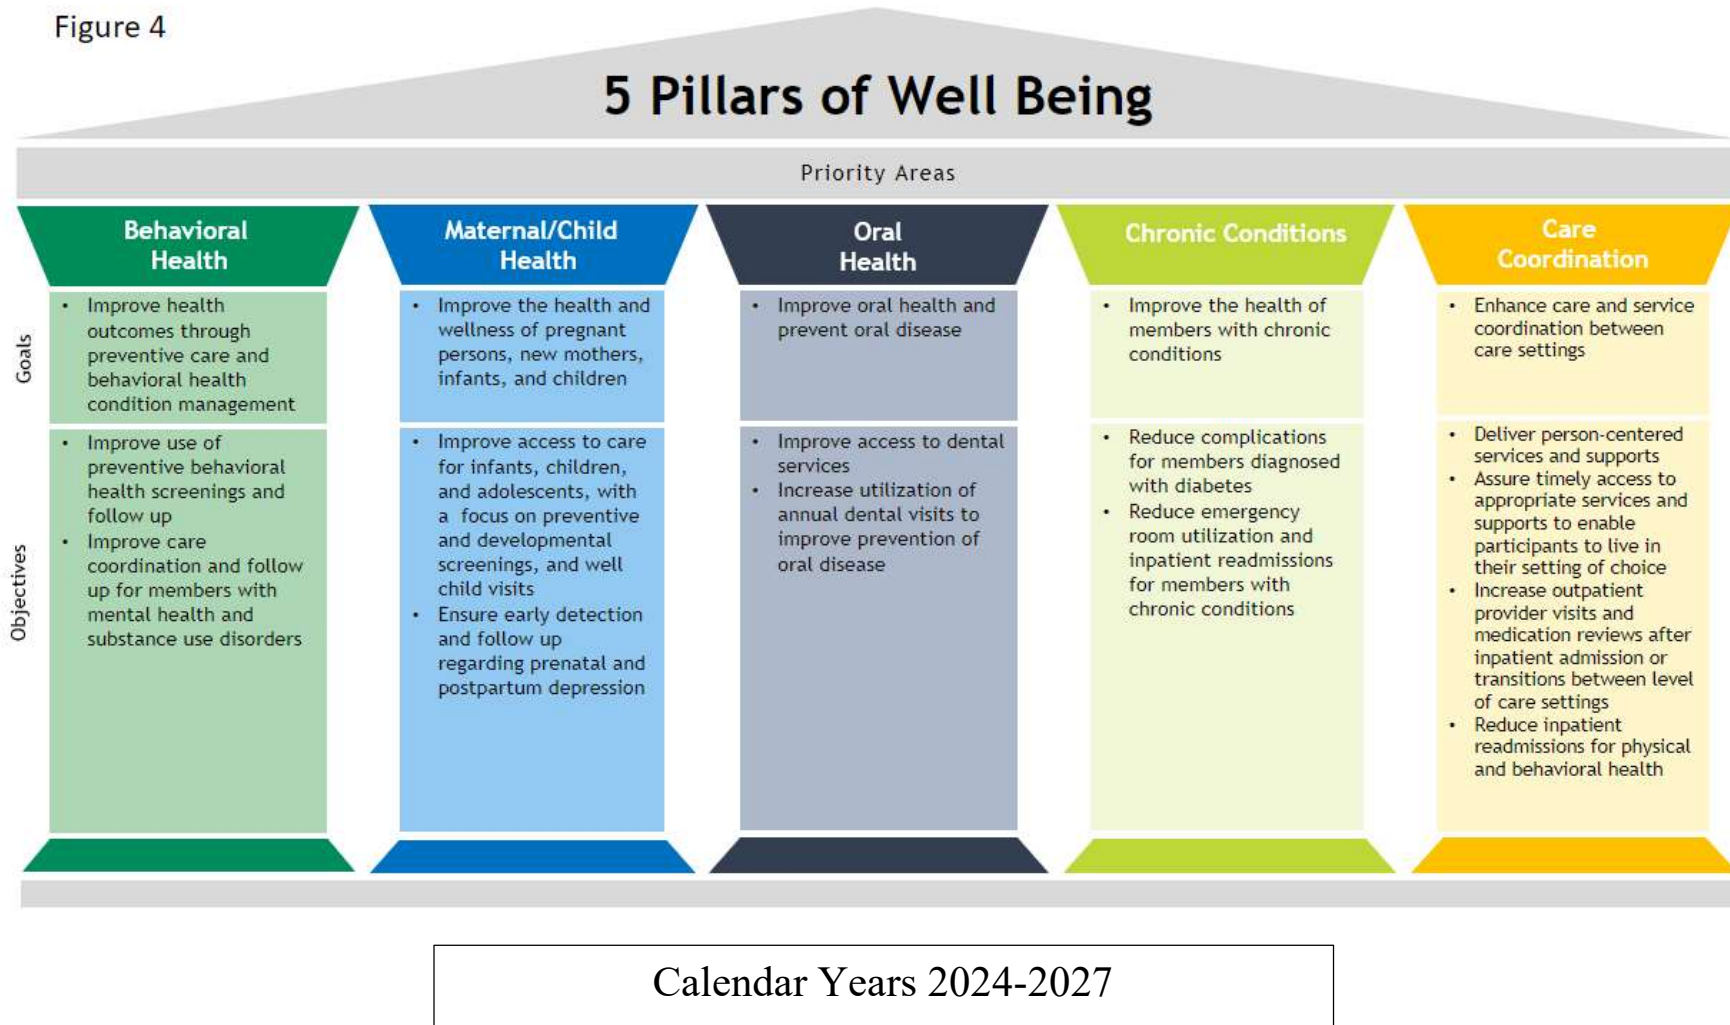 Figure 4
5 Pillars of Well Being
Priority Areas
Behavioral
Health
Maternal/Child
Health
Oral
Health
Chronic Conditions
Care
Coordination
Goals
• Improve health
outcomes through
preventive care and
behavioral health
condition management
• Improve the health and
wellness of pregnant
persons, new mothers,
infants, and children
• Improve oral health and
prevent oral disease
• Improve the health of
members with chronic
conditions
• Enhance care and service
coordination between
care settings
Objectives
• Improve use of
preventive behavioral
health screenings and
follow up
• Improve care
coordination and follow
up for members with
mental health and
substance use disorders
• Improve access to care
for infants, children,
and adolescents, with
a focus on preventive
and developmental
screenings, and well
child visits
• Ensure early detection
and follow up
regarding prenatal and
postpartum depression
• Improve access to dental
services
• Increase utilization of
annual dental visits to
improve prevention of
oral disease
• Reduce complications
for members diagnosed
with diabetes
• Reduce emergency
room utilization and
inpatient readmissions
for members with
chronic conditions
• Deliver person-centered
services and supports
• Assure timely access to
appropriate services and
supports to enable
participants to live in
their setting of choice
• Increase outpatient
provider visits and
medication reviews after
inpatient admission or
transitions between level
of care settings
• Reduce inpatient
readmissions for physical
and behavioral health
Calendar Years 2024-2027